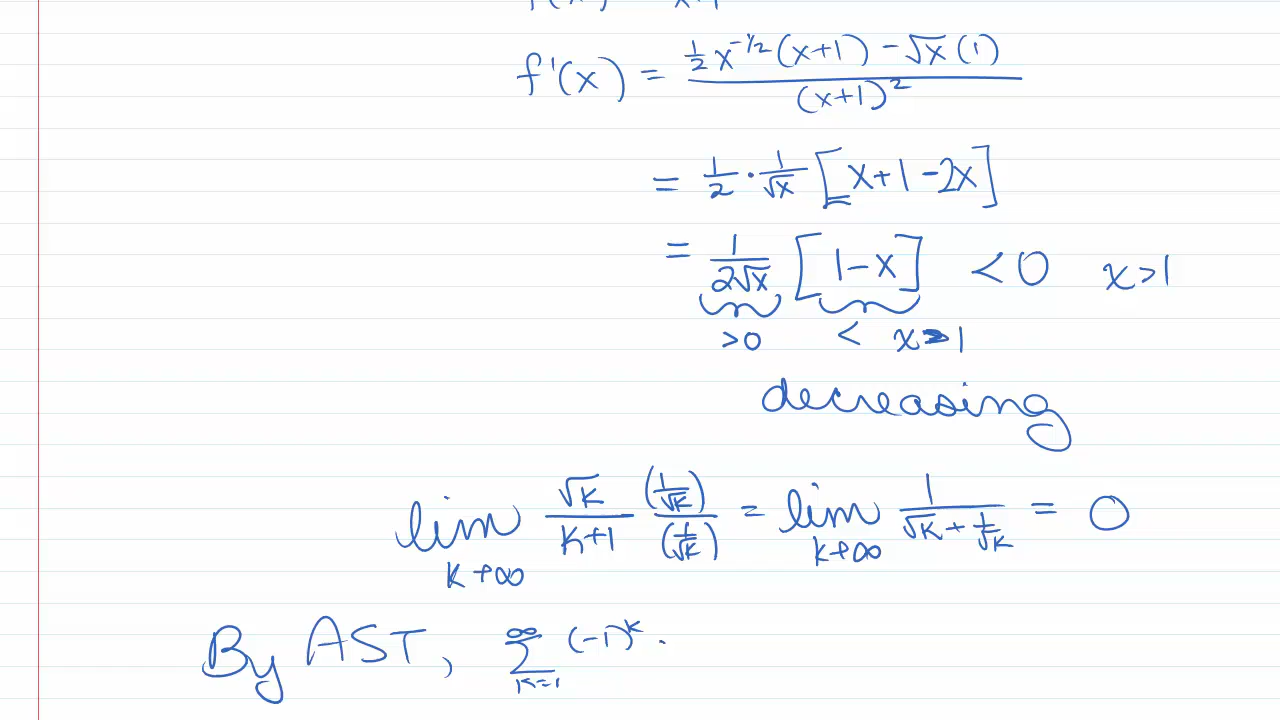 f'(x) = (½ x^(-1/2) (x+1) − √x (1)) / (x+1)²
= 1/2 · 1/√x [x+1−2x]
= 1/(2√x) [1−x] < 0 x>1
>0 < x>1
decreasing
lim k→∞ √k/(k+1) (1/√k)/(1/√k) = lim k→∞ 1/(√k + 1/√k) = 0
By AST, ∞ Σ k=1 (−1)^k ·